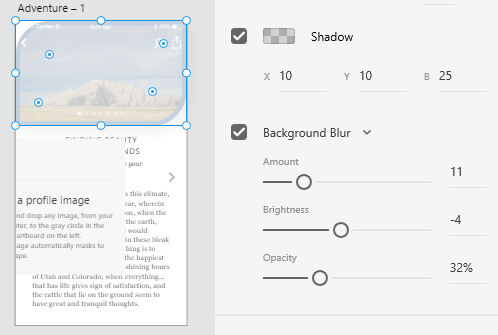 Adventure – 1
FINDING BEAUTY
NDS
year
n this climate,
ear, wherein
on, when the
the earth,
would
in these bleak
thing is to
the happiest
shining hours
of Utah and Colorado; when everything...
that has life gives sign of satisfaction, and
the cattle that lie on the ground seem to
have great and tranquil thoughts.
a profile image
nd drop any image, from your
ter, to the gray circle in the
artboard on the left.
age automatically masks to
ape.
Shadow
X 10 Y 10 B 25
Background Blur
Amount
11
Brightness
-4
Opacity
32%